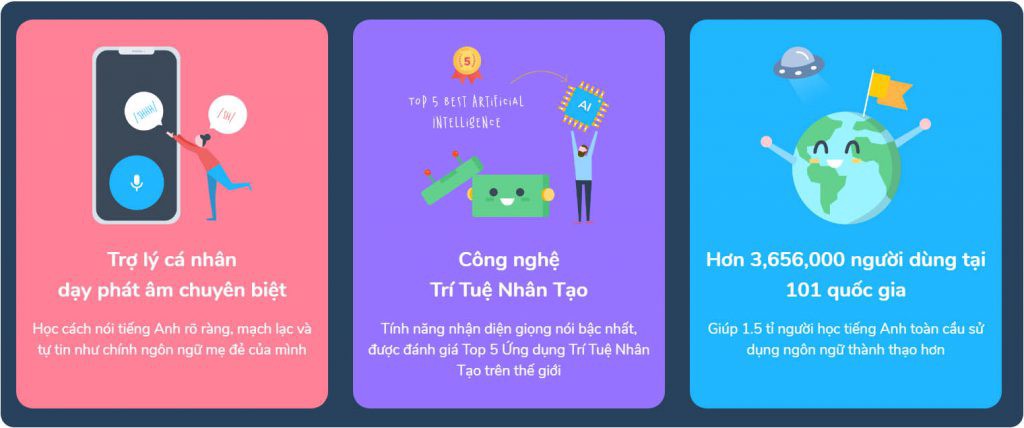 [SHHH]
/SH/
Trợ lý cá nhân
dạy phát âm chuyên biệt
Học cách nói tiếng Anh rõ ràng, mạch lạc và
tự tin như chính ngôn ngữ mẹ đẻ của mình
5
TOP 5 BEST ARTIFICIAL
INTELLIGENCE
AI
Công nghệ
Trí Tuệ Nhân Tạo
Tính năng nhận diện giọng nói bậc nhất,
được đánh giá Top 5 Ứng dụng Trí Tuệ Nhân
Tạo trên thế giới
Hơn 3,656,000 người dùng tại
101 quốc gia
Giúp 1.5 tỉ người học tiếng Anh toàn cầu sử
dụng ngôn ngữ thành thạo hơn